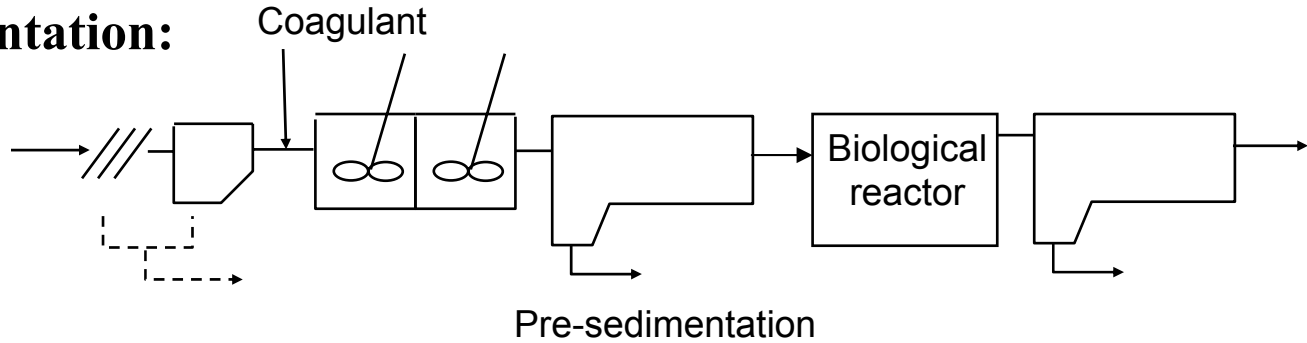 ntation:
Coagulant
Biological
reactor
Pre-sedimentation